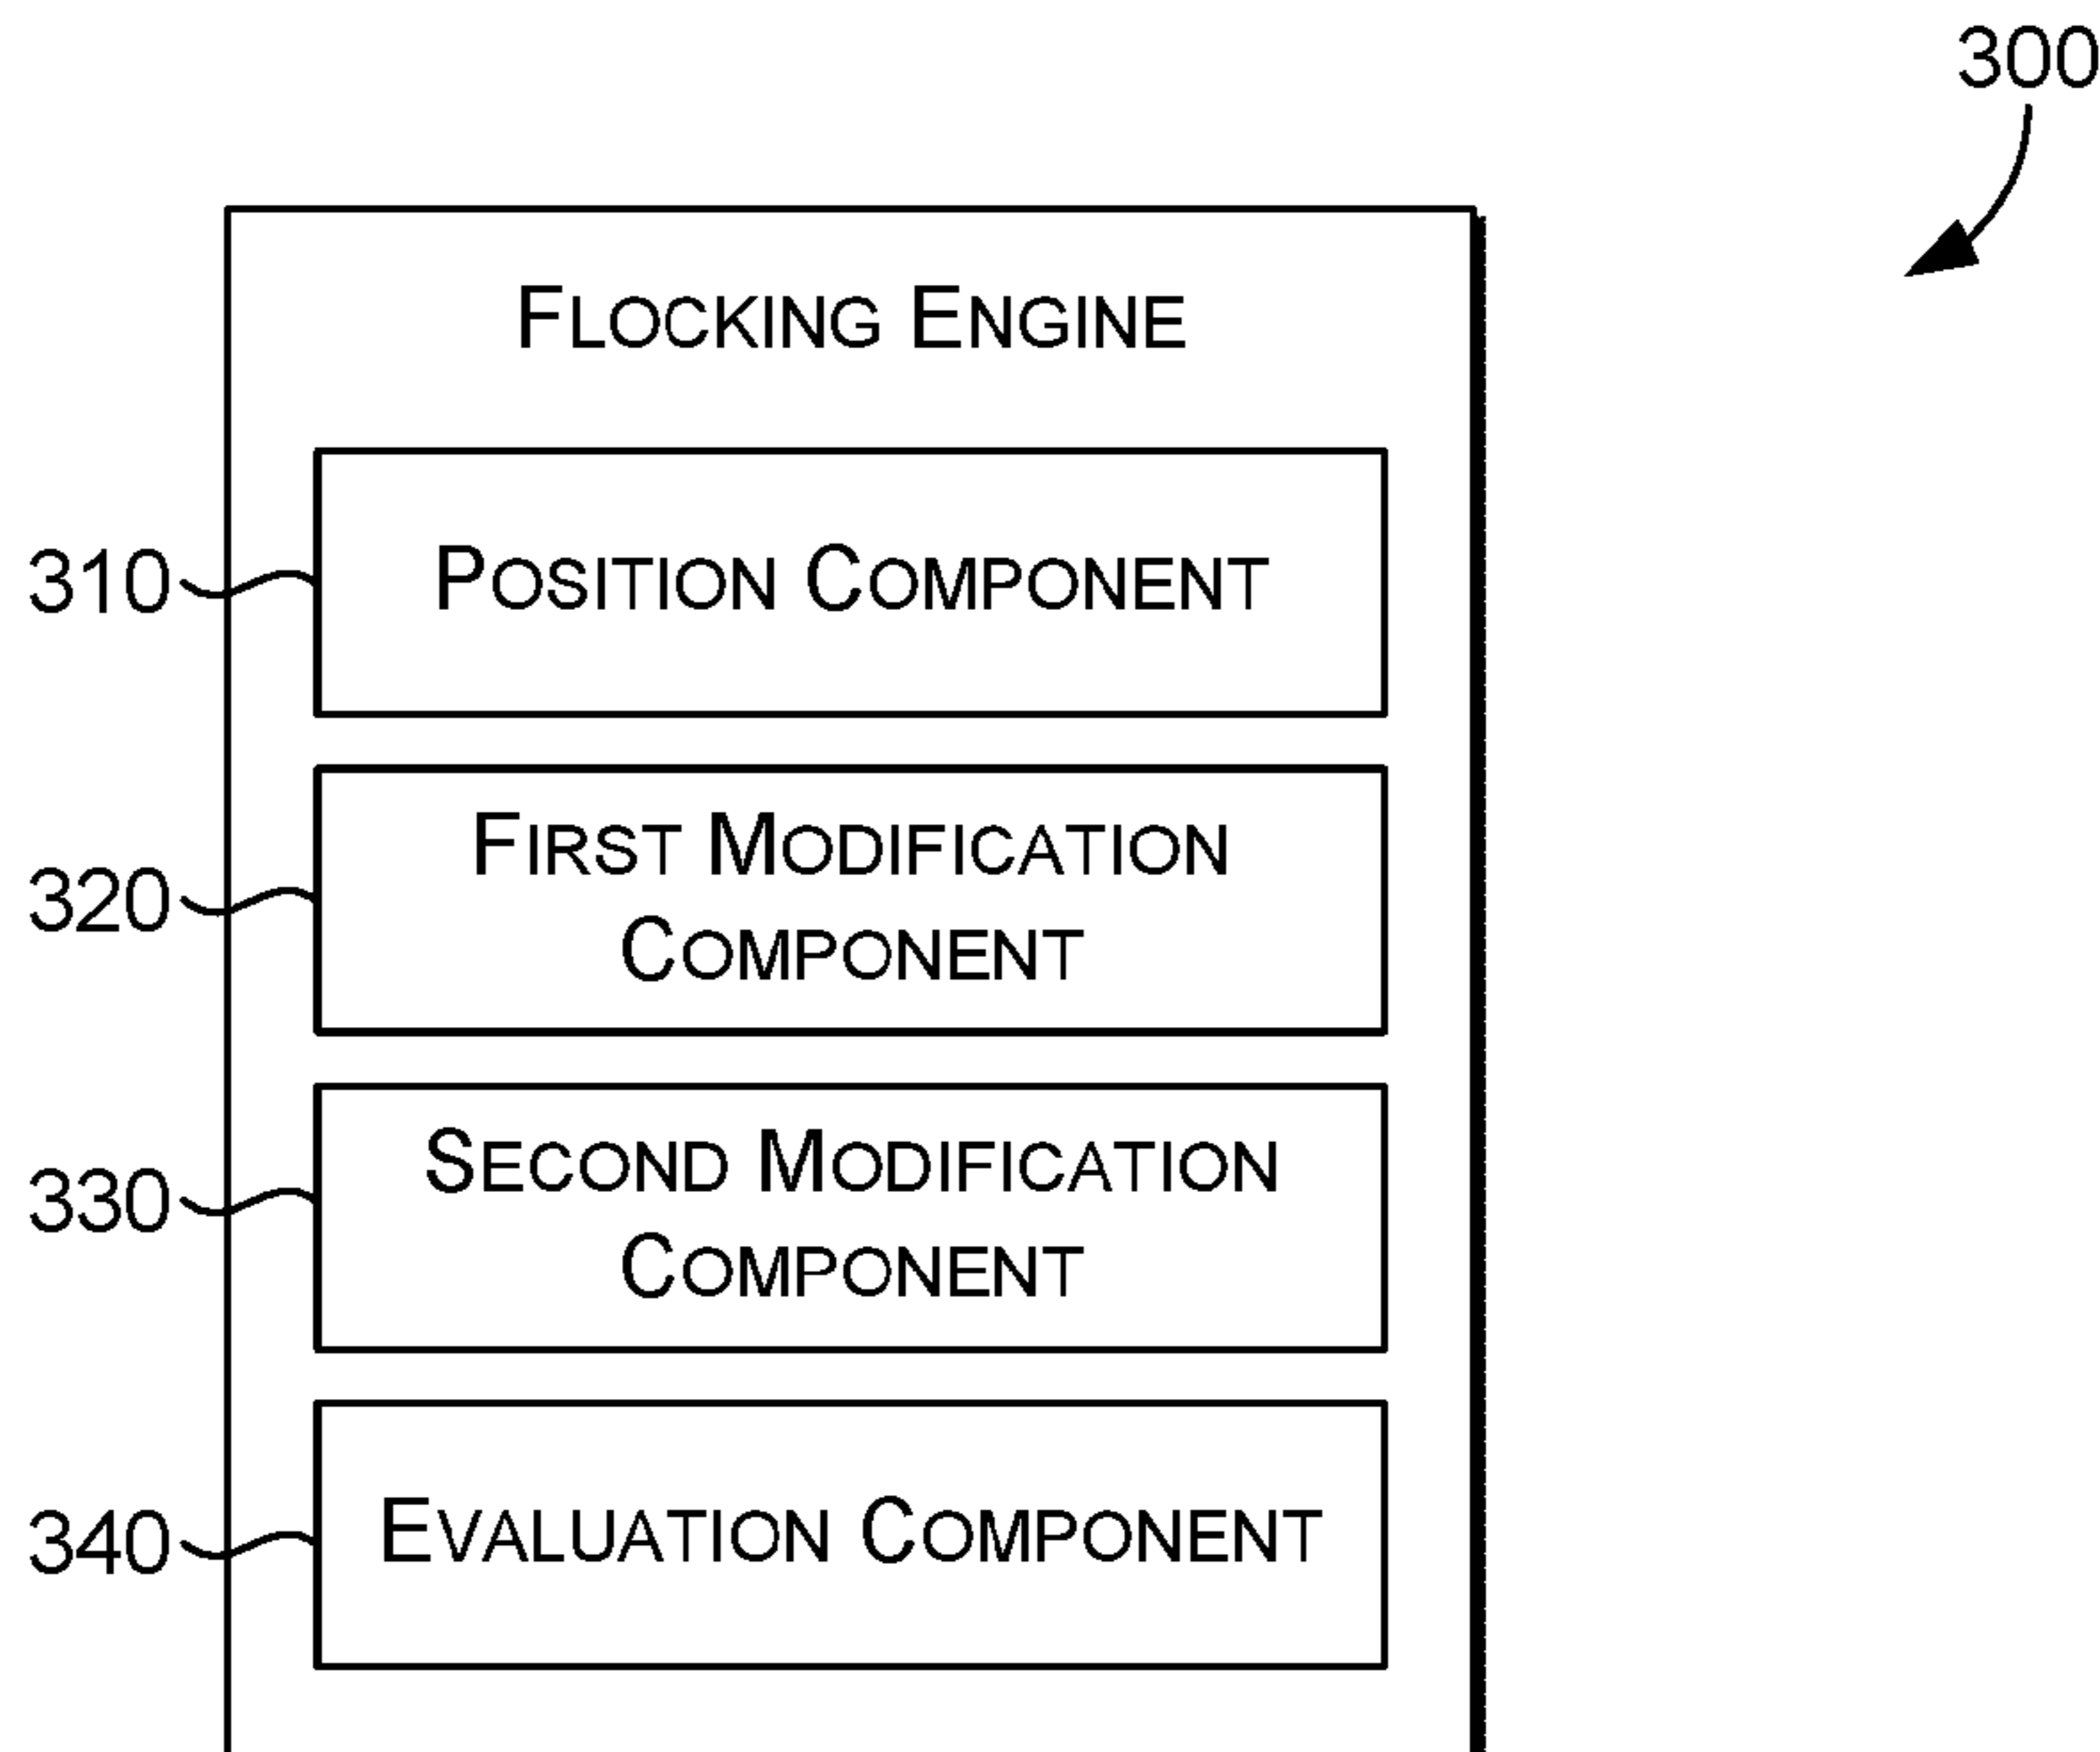 300
FLOCKING ENGINE
310
POSITION COMPONENT
320
FIRST MODIFICATION
COMPONENT
330
SECOND MODIFICATION
COMPONENT
340
EVALUATION COMPONENT